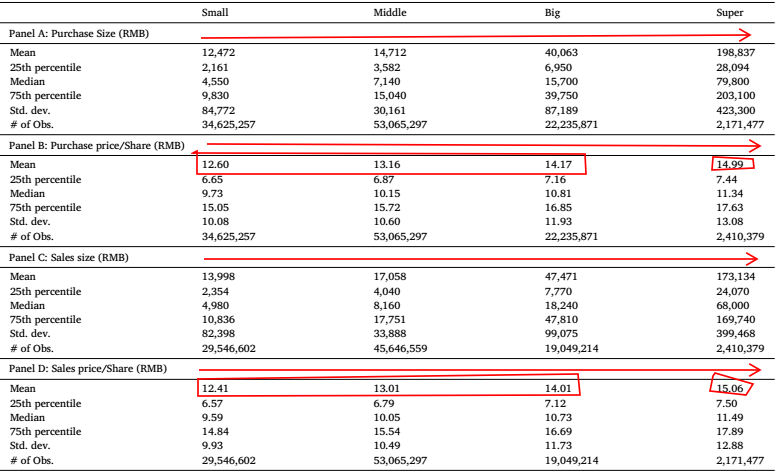 Small Middle Big Super
Panel A: Purchase Size (RMB)
Mean 12,472 14,712 40,063 198,837
25th percentile 2,161 3,582 6,950 28,094
Median 4,550 7,140 15,700 79,800
75th percentile 9,830 15,040 39,750 203,100
Std. dev. 84,772 30,161 87,189 423,300
# of Obs. 34,625,257 53,065,297 22,235,871 2,171,477
Panel B: Purchase price/Share (RMB)
Mean 12.60 13.16 14.17 14.99
25th percentile 6.65 6.87 7.16 7.44
Median 9.73 10.15 10.81 11.34
75th percentile 15.05 15.72 16.85 17.63
Std. dev. 10.08 10.60 11.93 13.08
# of Obs. 34,625,257 53,065,297 22,235,871 2,410,379
Panel C: Sales size (RMB)
Mean 13,998 17,058 47,471 173,134
25th percentile 2,354 4,040 7,770 24,070
Median 4,980 8,160 18,240 68,000
75th percentile 10,836 17,751 47,810 169,740
Std. dev. 82,398 33,888 99,075 399,468
# of Obs. 29,546,602 45,646,559 19,049,214 2,410,379
Panel D: Sales price/Share (RMB)
Mean 12.41 13.01 14.01 15.06
25th percentile 6.57 6.79 7.12 7.50
Median 9.59 10.05 10.73 11.49
75th percentile 14.84 15.54 16.69 17.89
Std. dev. 9.93 10.49 11.73 12.88
# of Obs. 29,546,602 53,065,297 19,049,214 2,171,477